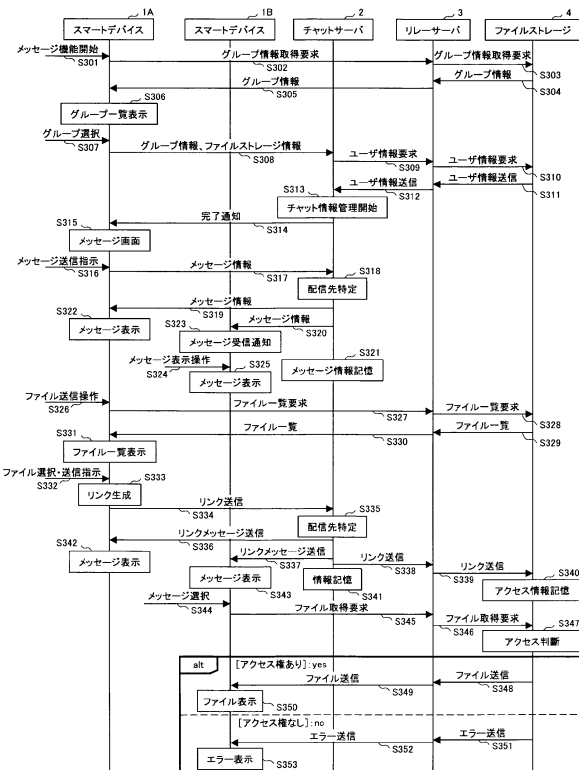 1A
1B
2
3
4
スマートデバイス
スマートデバイス
チャットサーバ
リレーサーバ
ファイルストレージ
メッセージ機能開始
S301
グループ情報取得要求
S302
グループ情報取得要求
S303
グループ情報
S304
グループ情報
S305
S306
グループ一覧表示
グループ選択
S307
グループ情報、ファイルストレージ情報
S308
ユーザ情報要求
S309
ユーザ情報要求
S310
ユーザ情報送信
S311
ユーザ情報送信
S312
S313
チャット情報管理開始
完了通知
S314
S315
メッセージ画面
メッセージ送信指示
S316
メッセージ情報
S317
S318
配信先特定
メッセージ情報
S319
メッセージ情報
S320
S322
メッセージ表示
S323
メッセージ受信通知
S321
メッセージ情報記憶
メッセージ表示操作
S324
S325
メッセージ表示
ファイル送信操作
S326
ファイル一覧要求
S327
ファイル一覧要求
S328
ファイル一覧
S329
ファイル一覧
S330
S331
ファイル一覧表示
ファイル選択・送信指示
S332
S333
リンク生成
リンク送信
S334
S335
配信先特定
リンクメッセージ送信
S336
リンクメッセージ送信
S337
リンク送信
S338
リンク送信
S339
S340
アクセス情報記憶
S342
メッセージ表示
メッセージ表示
S343
情報記憶
S341
メッセージ選択
S344
ファイル取得要求
S345
ファイル取得要求
S346
S347
アクセス判断
alt
[アクセス権あり]:yes
ファイル送信
S348
ファイル送信
S349
ファイル表示
S350
[アクセス権なし]:no
エラー送信
S351
エラー送信
S352
エラー表示
S353